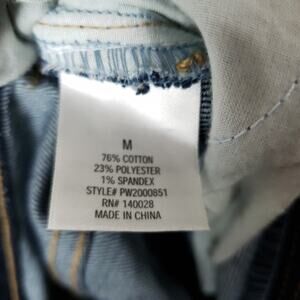 M
76% COTTON
23% POLYESTER
1% SPANDEX
STYLE# PW2000851
RN# 140028
MADE IN CHINA